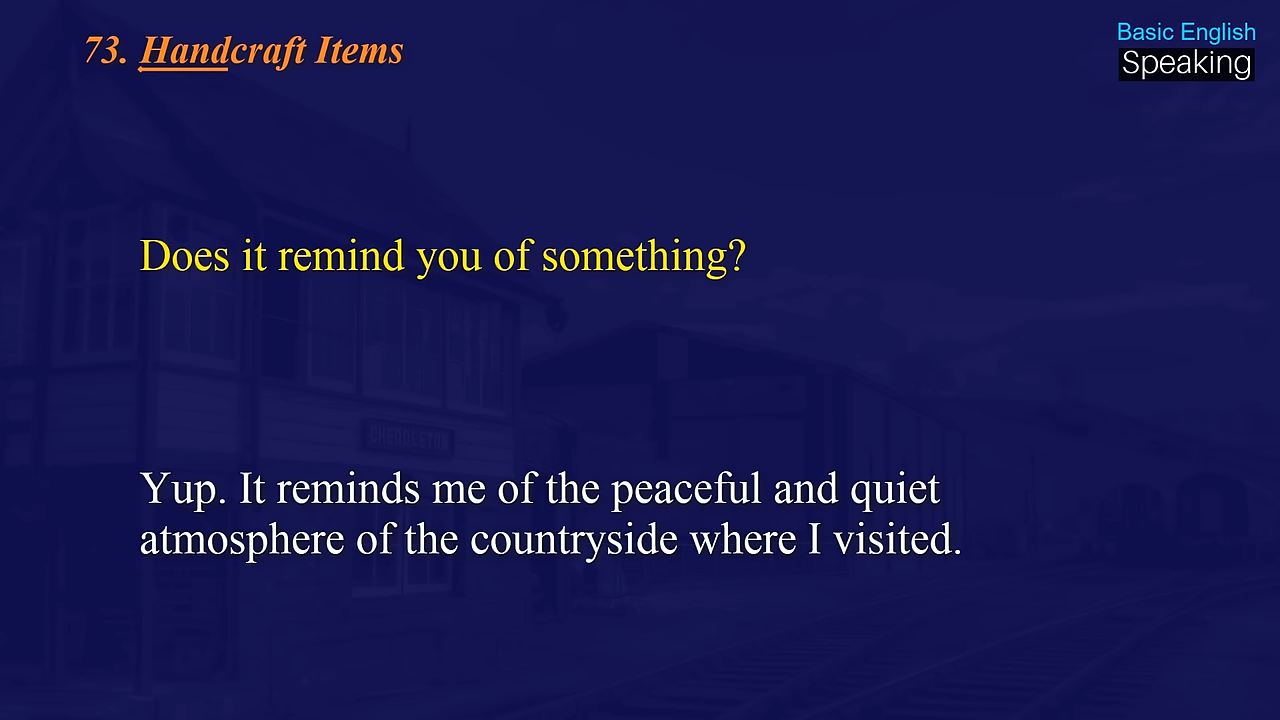 73. Handcraft Items
Basic English
Speaking
Does it remind you of something?
CHEDDLETON
Yup. It reminds me of the peaceful and quiet
atmosphere of the countryside where I visited.